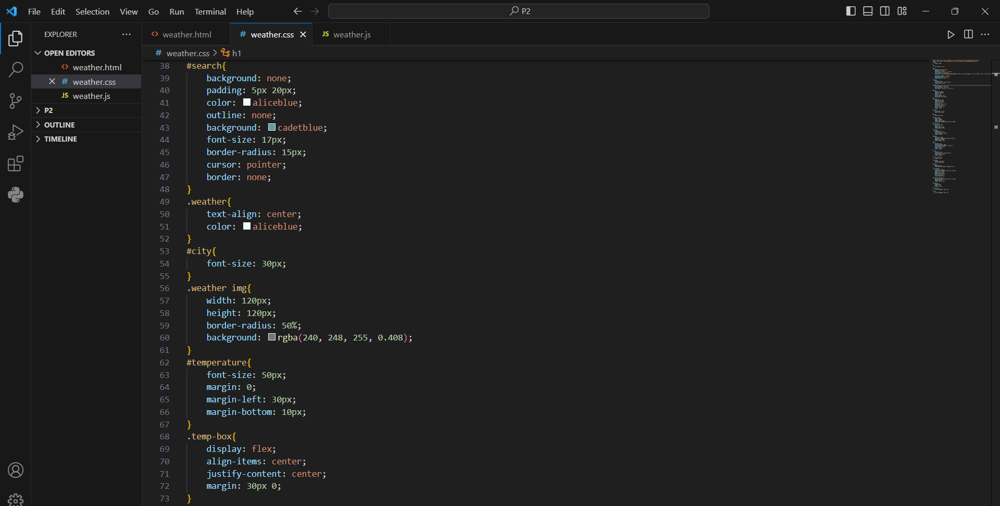 File Edit Selection View Go Run Terminal Help
P2
EXPLORER
OPEN EDITORS
weather.html
weather.css
JS weather.js
P2
OUTLINE
TIMELINE
<> weather.html
# weather.css
JS weather.js
# weather.css > h1
38 #search{
39 background: none;
40 padding: 5px 20px;
41 color: aliceblue;
42 outline: none;
43 background: cadetblue;
44 font-size: 17px;
45 border-radius: 15px;
46 cursor: pointer;
47 border: none;
48 }
49 .weather{
50 text-align: center;
51 color: aliceblue;
52 }
53 #city{
54 font-size: 30px;
55 }
56 .weather img{
57 width: 120px;
58 height: 120px;
59 border-radius: 50%;
60 background: rgba(240, 248, 255, 0.408);
61 }
62 #temperature{
63 font-size: 50px;
64 margin: 0;
65 margin-left: 30px;
66 margin-bottom: 10px;
67 }
68 .temp-box{
69 display: flex;
70 align-items: center;
71 justify-content: center;
72 margin: 30px 0;
73 }